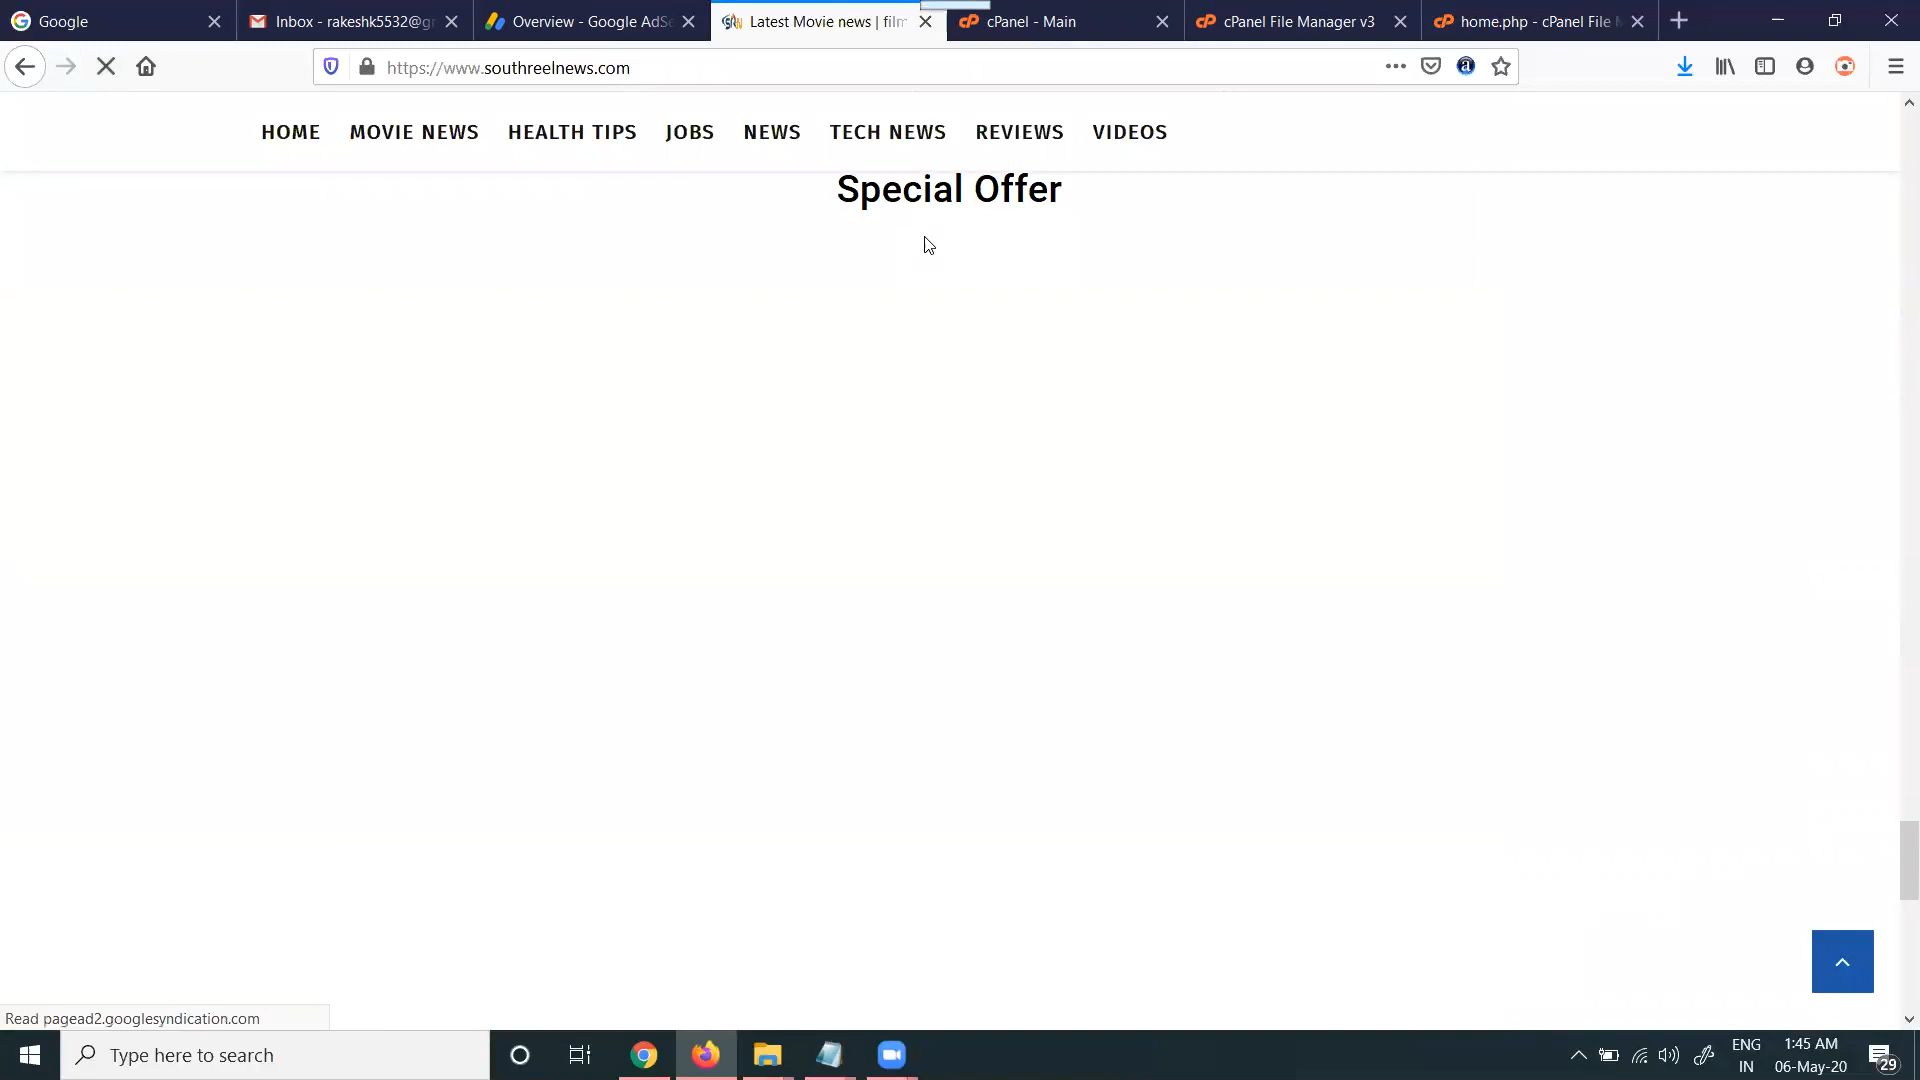 Google
Inbox - rakeshk5532@g
Overview - Google AdSe
Latest Movie news | film
cPanel - Main
cPanel File Manager v3
home.php - cPanel File M
https://www.southreelnews.com
HOME MOVIE NEWS HEALTH TIPS JOBS NEWS TECH NEWS REVIEWS VIDEOS
Special Offer
Read pagead2.googlesyndication.com
Type here to search
ENG
IN
1:45 AM
06-May-20
29